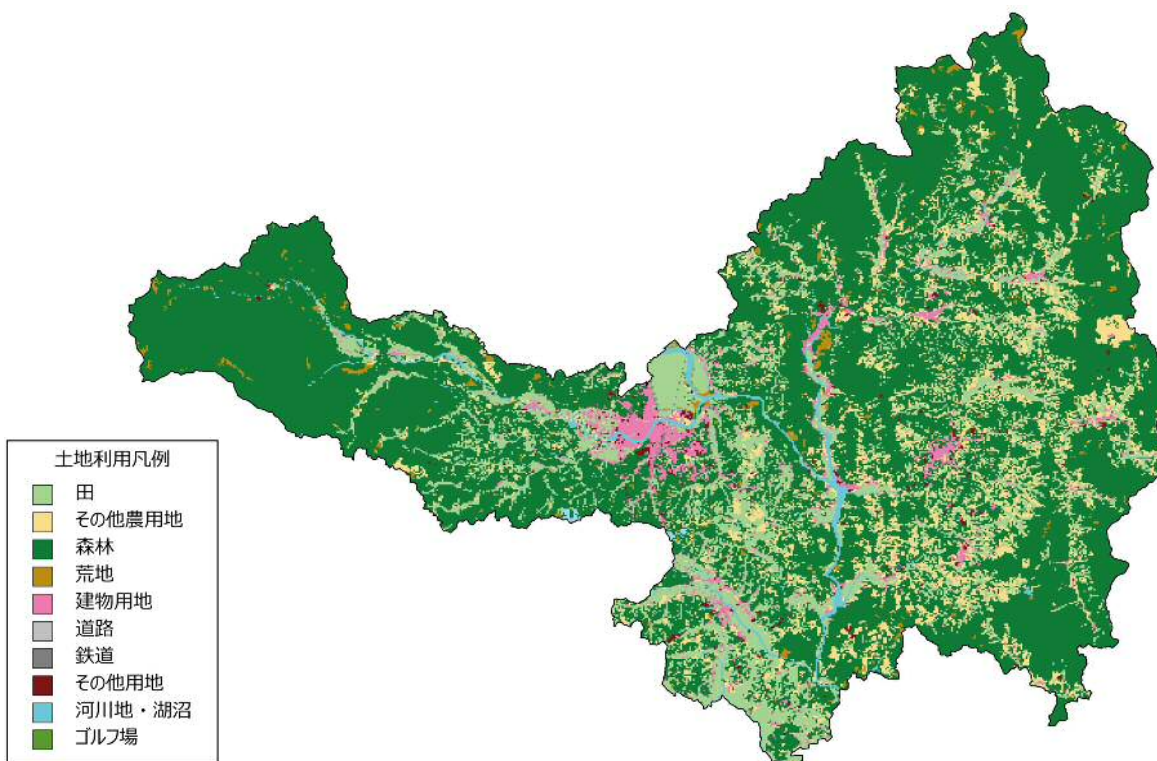 土地利用凡例
田
その他農用地
森林
荒地
建物用地
道路
鉄道
その他用地
河川地・湖沼
ゴルフ場